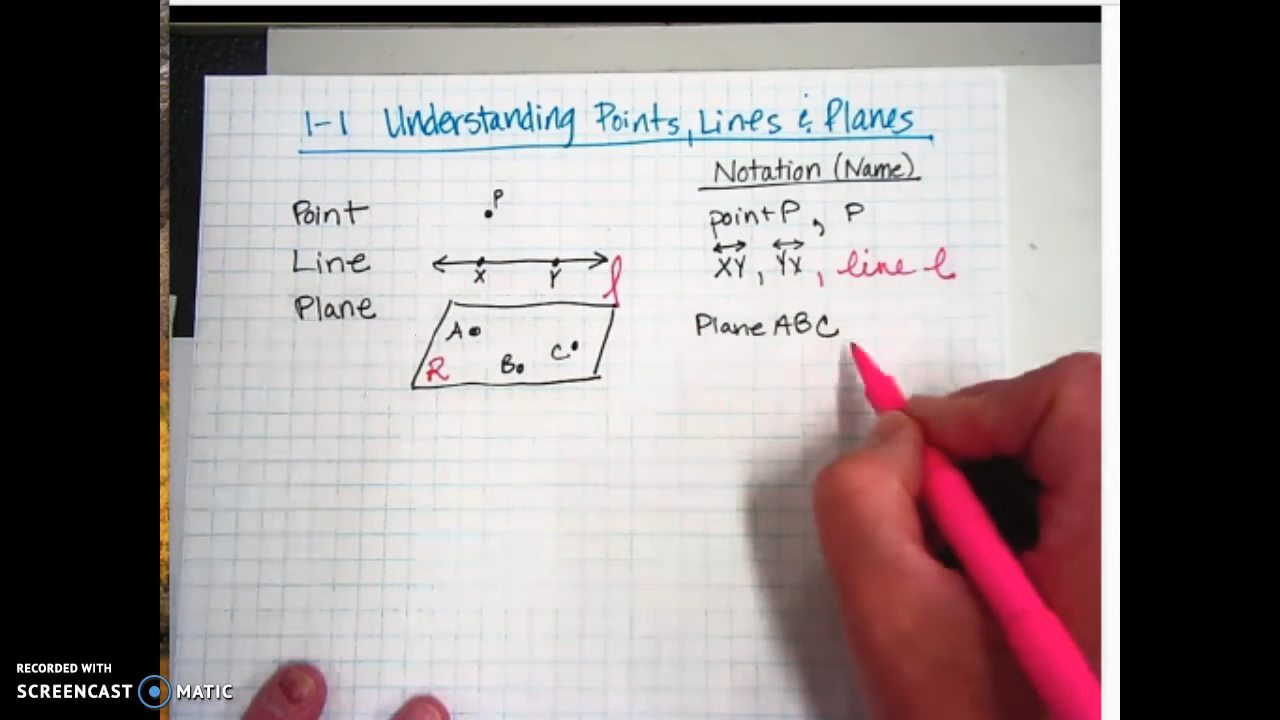 1-1 Understanding Points, Lines & Planes
Notation (Name)
Point
P
point P, P
Line
X Y
l
XY, YX, line l
Plane
A
B
C
R
Plane ABC
RECORDED WITH
SCREENCAST MATIC